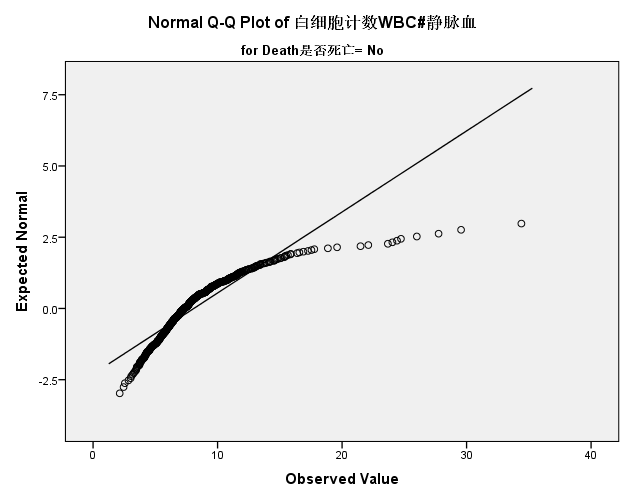 Normal Q-Q Plot of 白细胞计数WBC#静脉血
for Death是否死亡= No
7.5
5.0
2.5
0.0
-2.5
Expected Normal
0 10 20 30 40
Observed Value